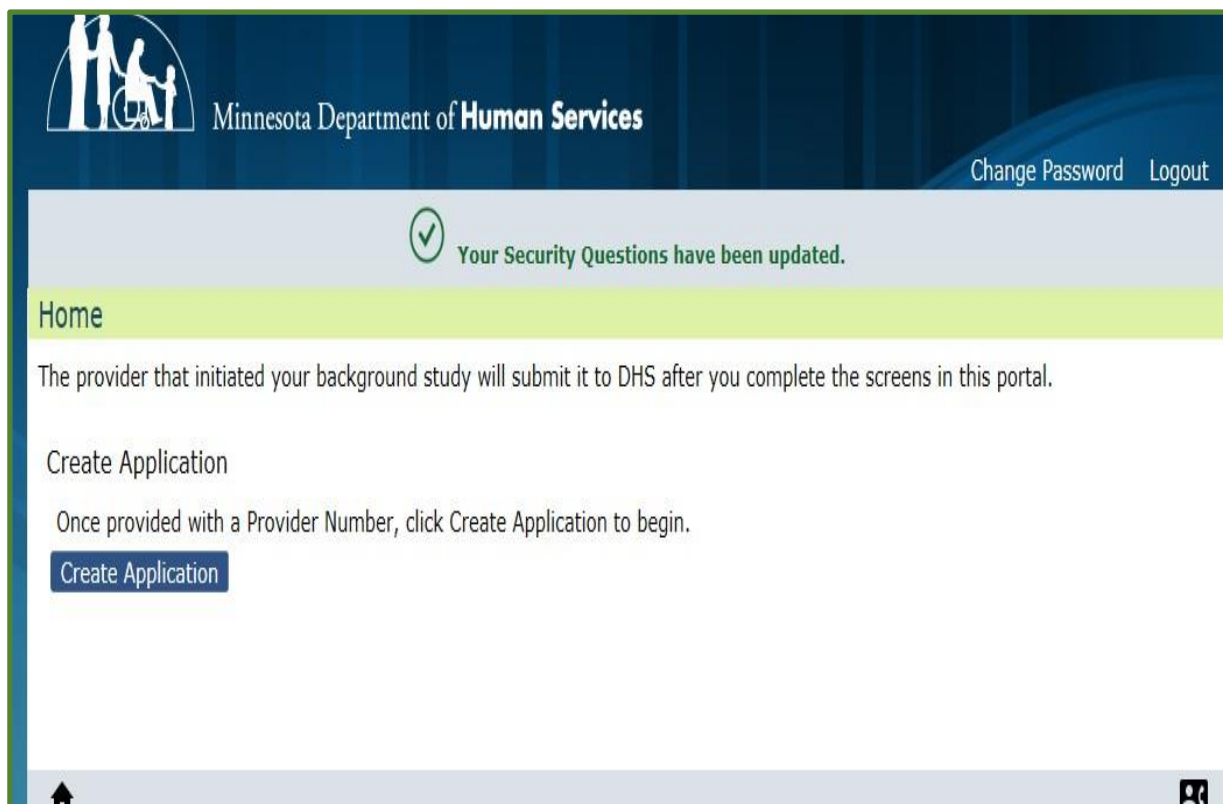 Minnesota Department of Human Services
Change Password Logout
Your Security Questions have been updated.
Home
The provider that initiated your background study will submit it to DHS after you complete the screens in this portal.
Create Application
Once provided with a Provider Number, click Create Application to begin.
Create Application